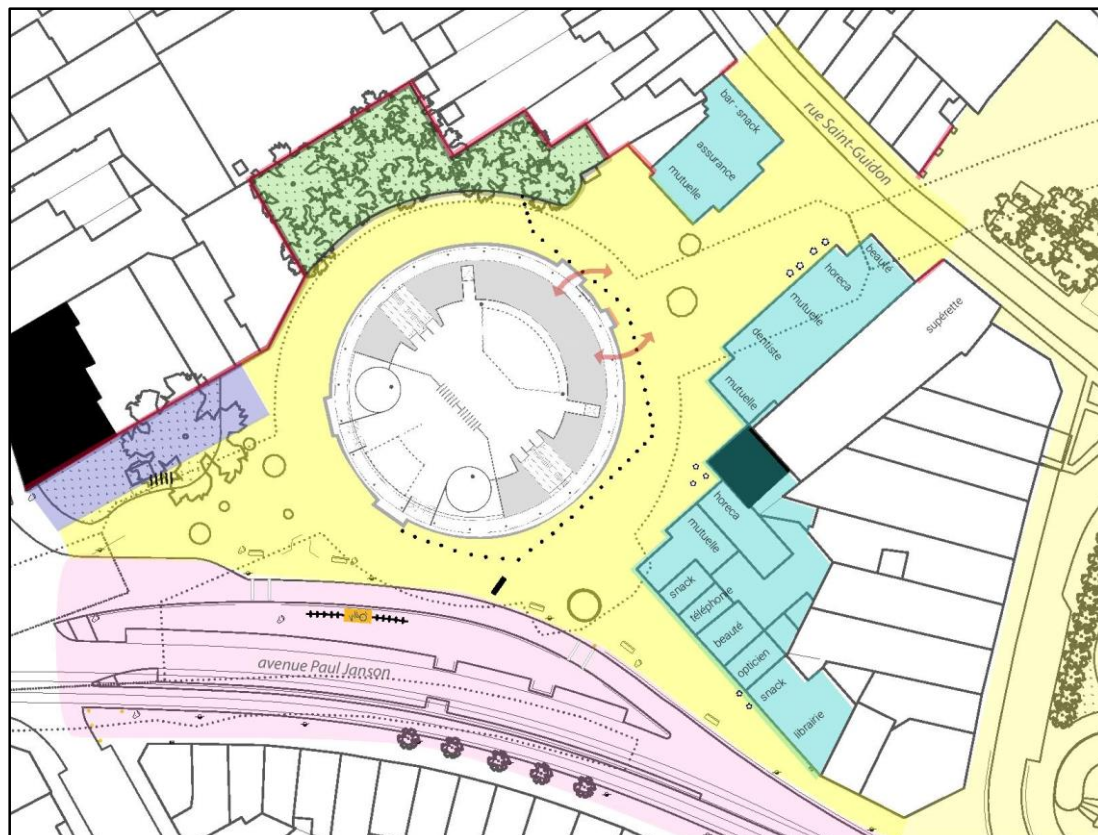 rue Saint-Guidon
bar - snack
assurance
mutuelle
beauté
horeca
mutuelle
dentiste
mutuelle
supérette
horeca
mutuelle
snack
téléphonie
beauté
opticien
snack
librairie
avenue Paul Janson